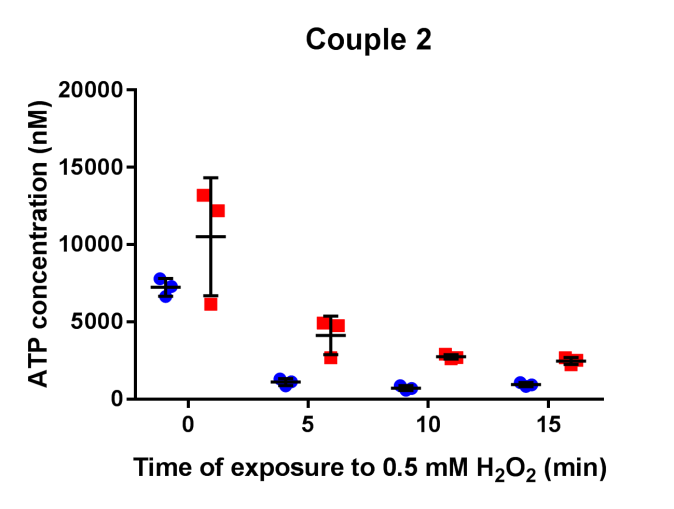 Couple 2
ATP concentration (nM)
20000
15000
10000
5000
0
0 5 10 15
Time of exposure to 0.5 mM H₂O₂ (min)